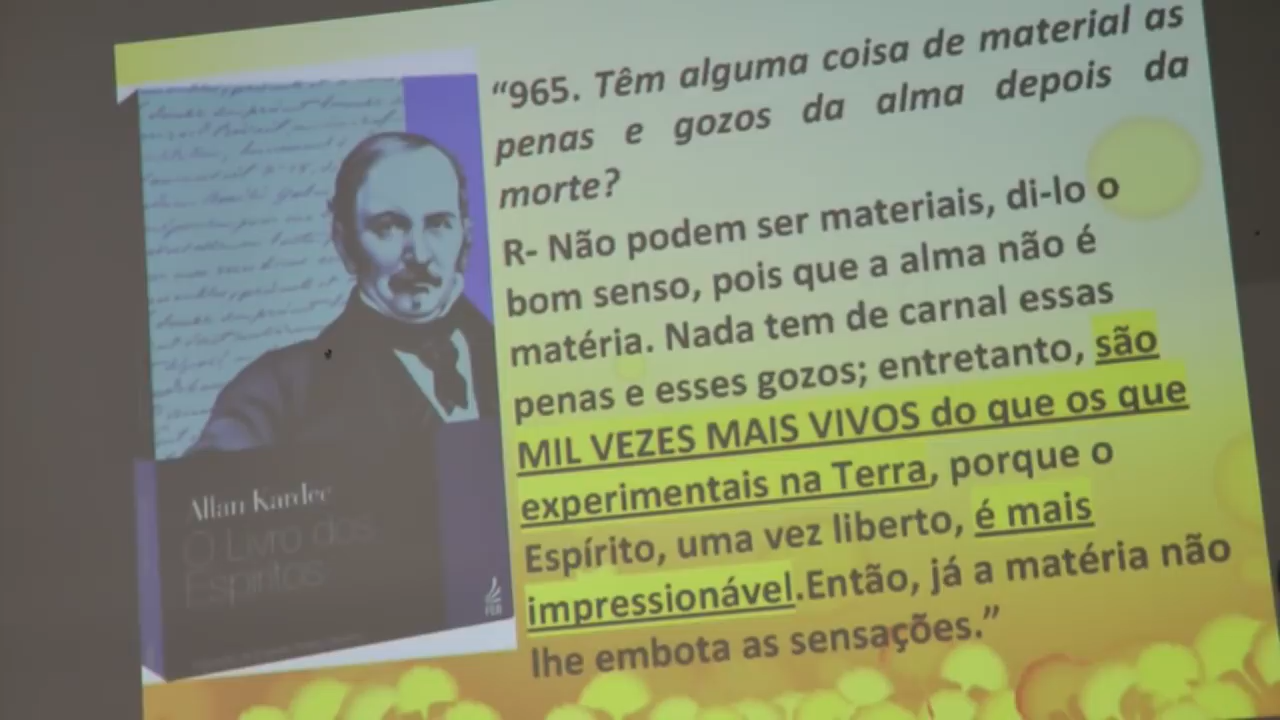 “965. Têm alguma coisa de material as
penas e gozos da alma depois da
morte?
R- Não podem ser materiais, di-lo o
bom senso, pois que a alma não é
matéria. Nada tem de carnal essas
penas e esses gozos; entretanto, são
MIL VEZES MAIS VIVOS do que os que
experimentais na Terra, porque o
Espírito, uma vez liberto, é mais
impressionável.Então, já a matéria não
lhe embota as sensações.”
Allan Kardec
O Livro dos
Espíritos
FEB